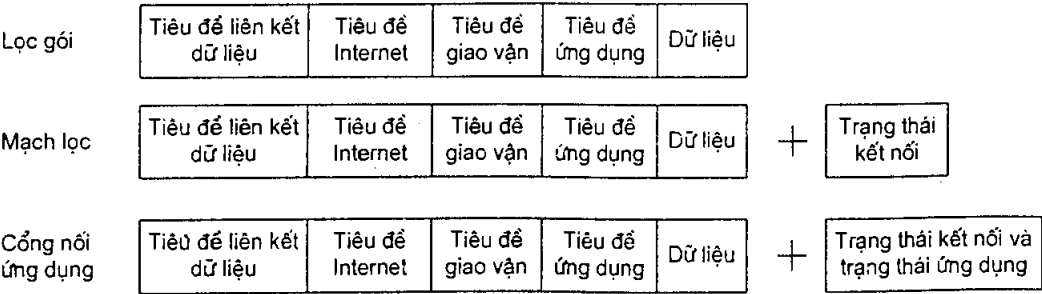 Lọc gói
Tiêu để liên kết
dữ liệu
Tiêu đề
Internet
Tiêu đề
giao vận
Tiêu đề
ứng dụng
Dữ liệu
Mạch lọc
Tiêu để liên kết
dữ liệu
Tiêu đề
Internet
Tiêu đề
giao vận
Tiêu đề
ứng dụng
Dữ liệu
+
Trạng thái
kết nối
Cổng nối
ứng dụng
Tiêu để liên kết
dữ liệu
Tiêu đề
Internet
Tiêu đề
giao vận
Tiêu đề
ứng dụng
Dữ liệu
+
Trạng thái kết nối và
trạng thái ứng dụng